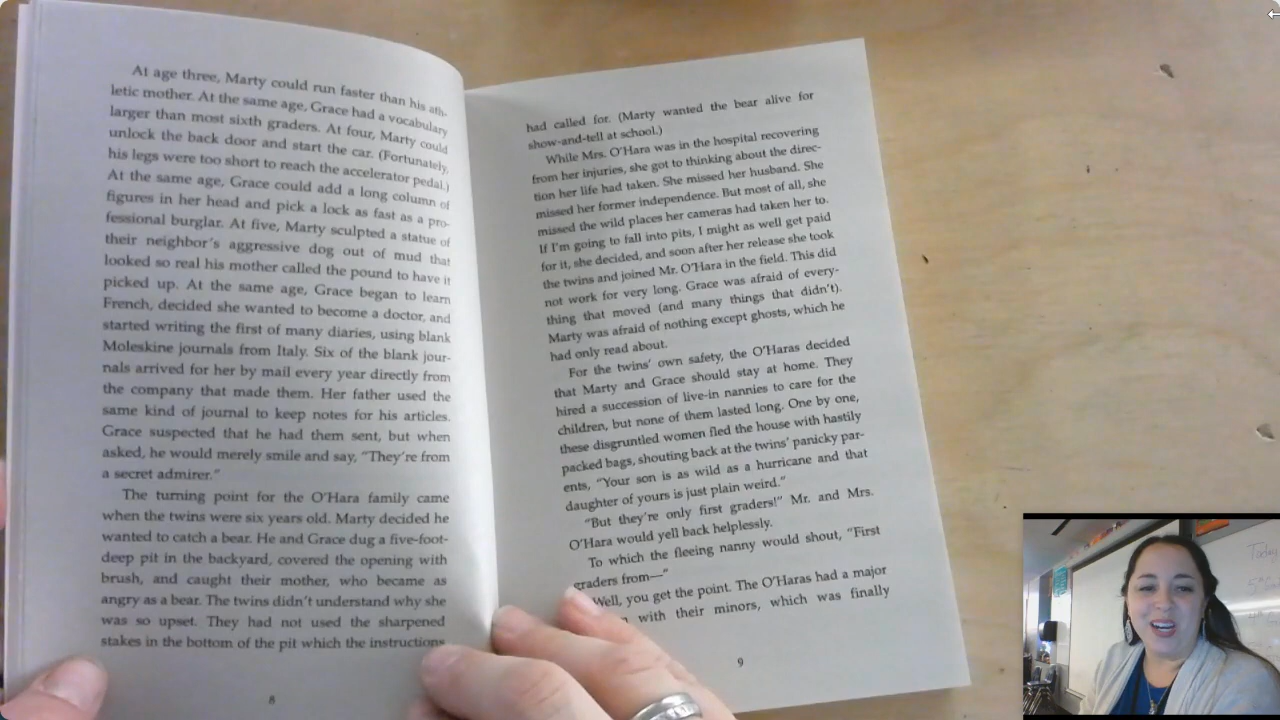 At age three, Marty could run faster than his ath-
letic mother. At the same age, Grace had a vocabulary
larger than most sixth graders. At four, Marty could
unlock the back door and start the car. (Fortunately,
his legs were too short to reach the accelerator pedal.)
At the same age, Grace could add a long column of
figures in her head and pick a lock as fast as a pro-
fessional burglar. At five, Marty sculpted a statue of
their neighbor's aggressive dog out of mud that
looked so real his mother called the pound to have it
picked up. At the same age, Grace began to learn
French, decided she wanted to become a doctor, and
started writing the first of many diaries, using blank
Moleskine journals from Italy. Six of the blank jour-
nals arrived for her by mail every year directly from
the company that made them. Her father used the
same kind of journal to keep notes for his articles.
Grace suspected that he had them sent, but when
asked, he would merely smile and say, "They're from
a secret admirer."
The turning point for the O'Hara family came
when the twins were six years old. Marty decided he
wanted to catch a bear. He and Grace dug a five-foot-
deep pit in the backyard, covered the opening with
brush, and caught their mother, who became as
angry as a bear. The twins didn't understand why she
was so upset. They had not used the sharpened
stakes in the bottom of the pit which the instructions
8
had called for. (Marty wanted the bear alive for
show-and-tell at school.)
While Mrs. O'Hara was in the hospital recovering
from her injuries, she got to thinking about the direc-
tion her life had taken. She missed her husband. She
missed her former independence. But most of all, she
missed the wild places her cameras had taken her to.
If I'm going to fall into pits, I might as well get paid
for it, she decided, and soon after her release she took
the twins and joined Mr. O'Hara in the field. This did
not work for very long. Grace was afraid of every-
thing that moved (and many things that didn't).
Marty was afraid of nothing except ghosts, which he
had only read about.
For the twins' own safety, the O'Haras decided
that Marty and Grace should stay at home. They
hired a succession of live-in nannies to care for the
children, but none of them lasted long. One by one,
these disgruntled women fled the house with hastily
packed bags, shouting back at the twins' panicky par-
ents, "Your son is as wild as a hurricane and that
daughter of yours is just plain weird."
"But they're only first graders!" Mr. and Mrs.
O'Hara would yell back helplessly.
To which the fleeing nanny would shout, "First
graders from—"
Well, you get the point. The O'Haras had a major
with their minors, which was finally
9
Today